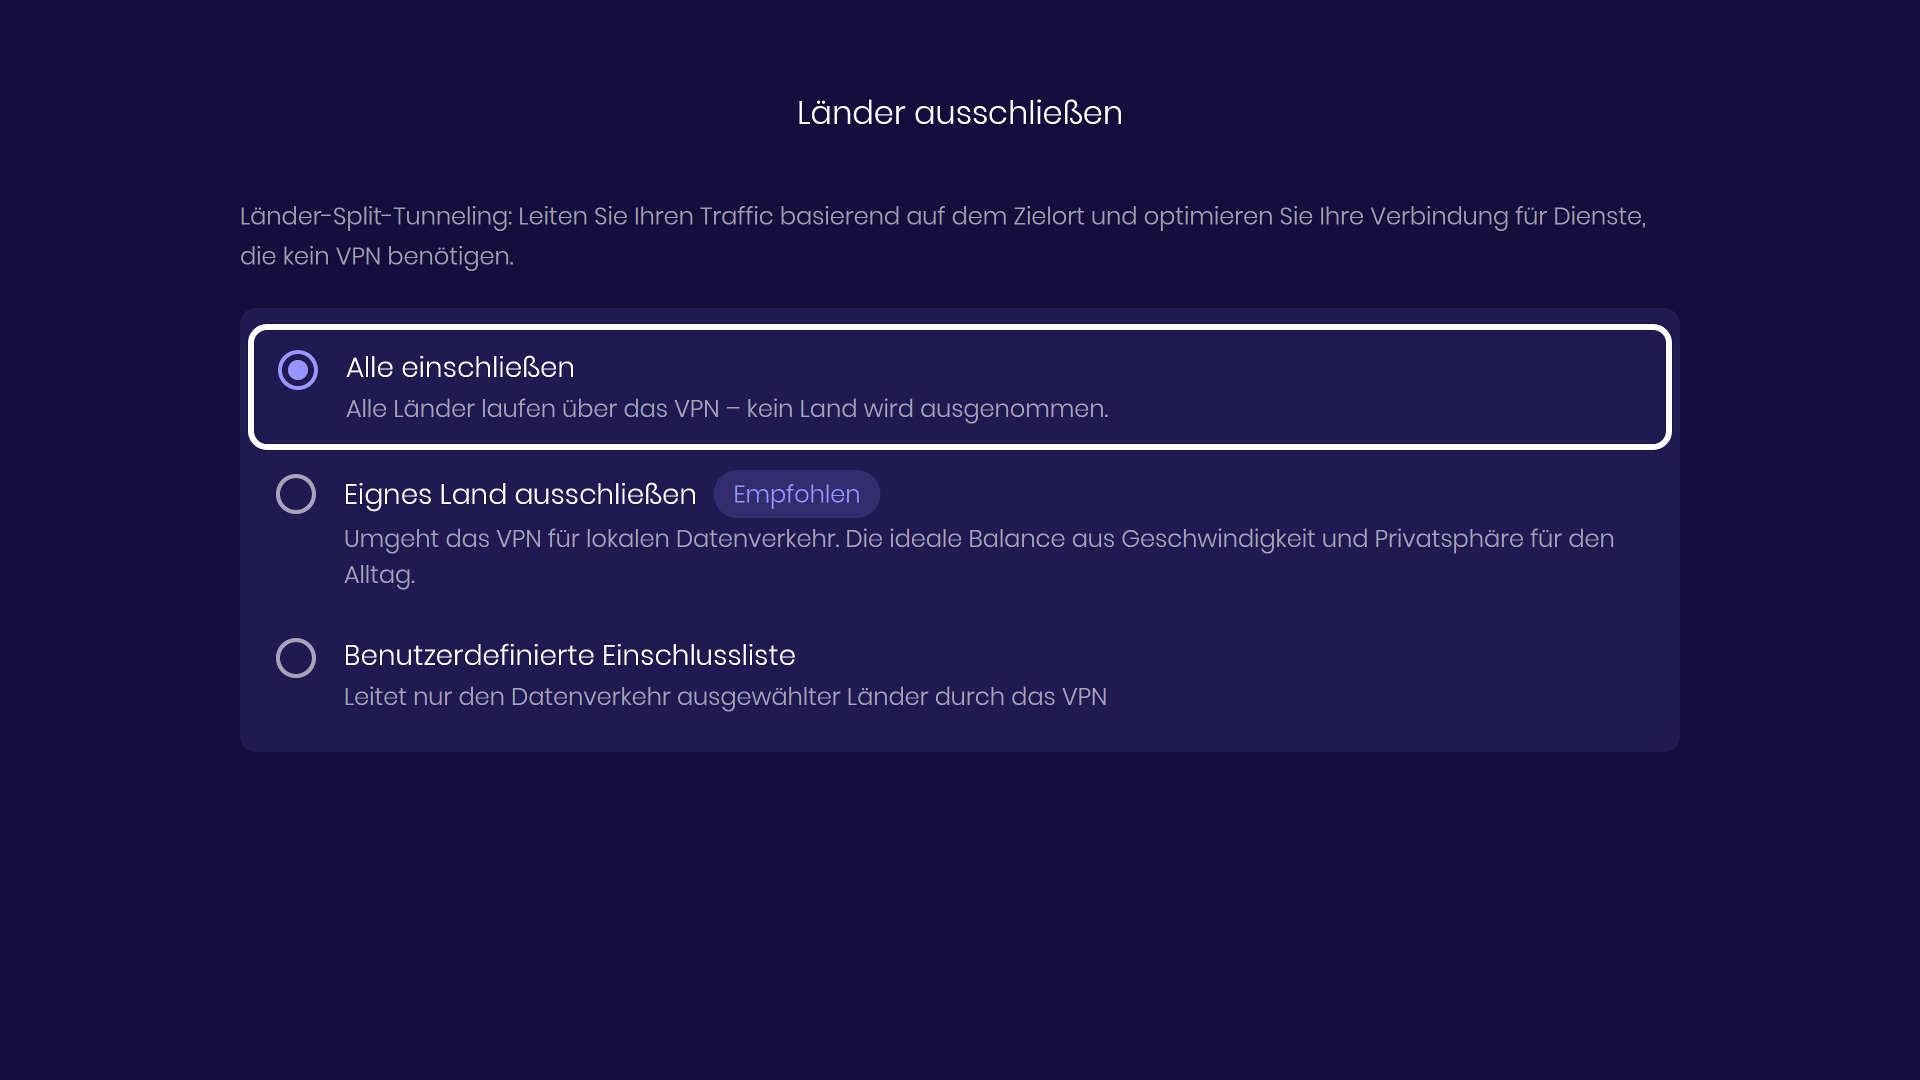 Länder ausschließen
Länder-Split-Tunneling: Leiten Sie Ihren Traffic basierend auf dem Zielort und optimieren Sie Ihre Verbindung für Dienste,
die kein VPN benötigen.
Alle einschließen
Alle Länder laufen über das VPN – kein Land wird ausgenommen.
Eignes Land ausschließen Empfohlen
Umgeht das VPN für lokalen Datenverkehr. Die ideale Balance aus Geschwindigkeit und Privatsphäre für den
Alltag.
Benutzerdefinierte Einschlussliste
Leitet nur den Datenverkehr ausgewählter Länder durch das VPN